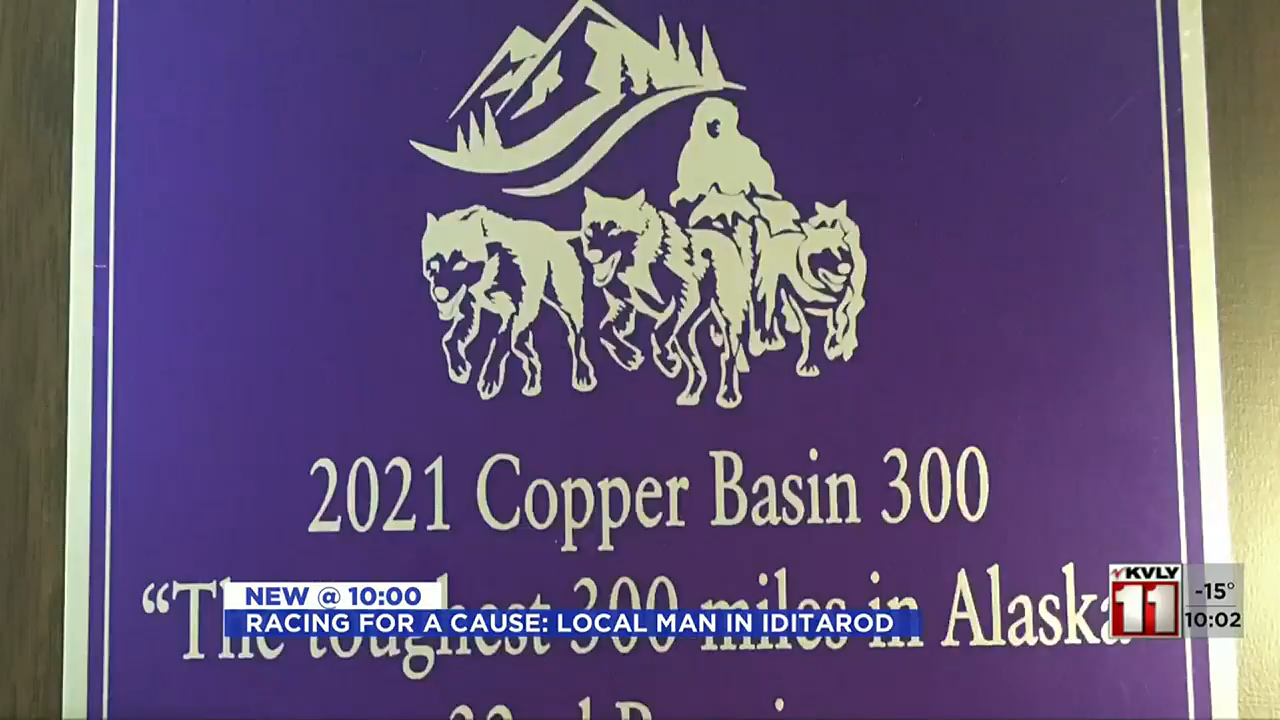 2021 Copper Basin 300
“The toughest 300 miles in Alaska
NEW @ 10:00
RACING FOR A CAUSE: LOCAL MAN IN IDITAROD
KVLY
11
-15°
10:02